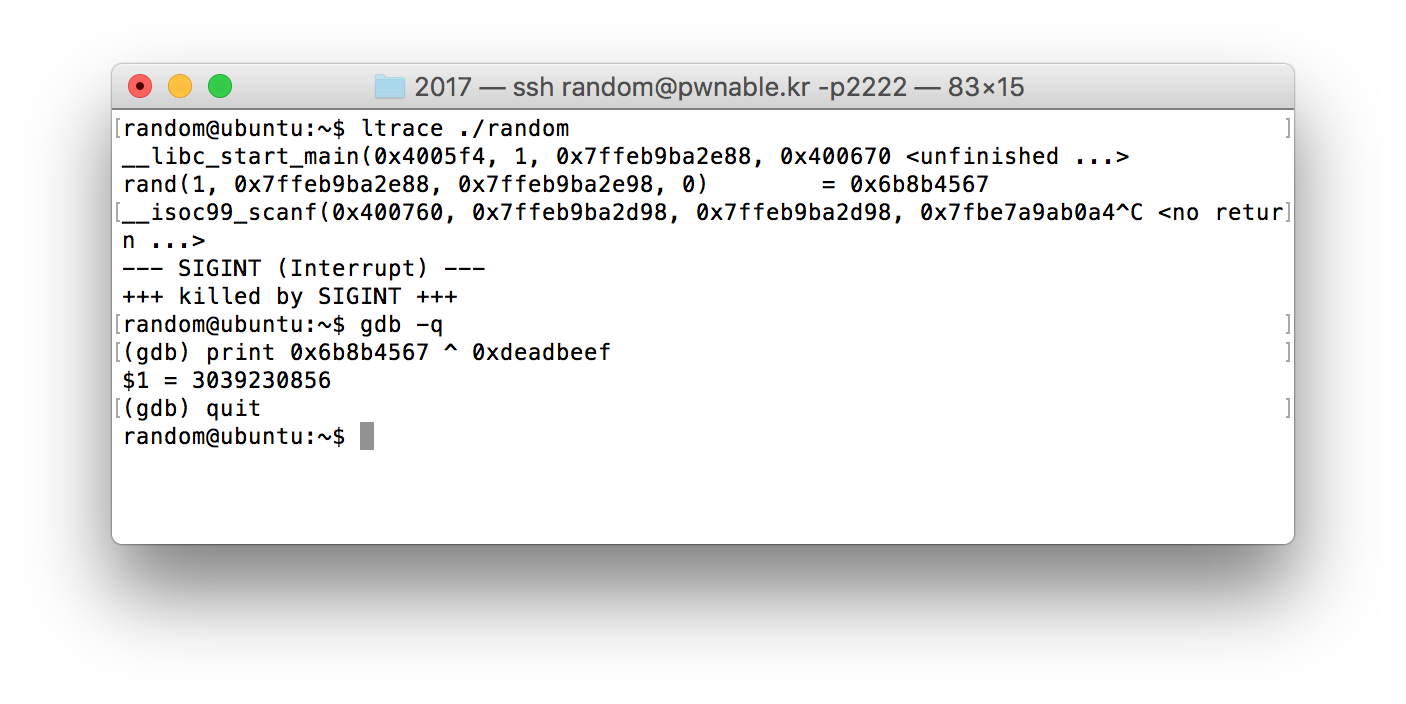 2017 — ssh random@pwnable.kr -p2222 — 83×15
[random@ubuntu:~$ ltrace ./random ]
__libc_start_main(0x4005f4, 1, 0x7ffeb9ba2e88, 0x400670 <unfinished ...>
rand(1, 0x7ffeb9ba2e88, 0x7ffeb9ba2e98, 0)        = 0x6b8b4567
[__isoc99_scanf(0x400760, 0x7ffeb9ba2d98, 0x7ffeb9ba2d98, 0x7fbe7a9ab0a4^C <no retur]
n ...>
--- SIGINT (Interrupt) ---
+++ killed by SIGINT +++
[random@ubuntu:~$ gdb -q ]
[(gdb) print 0x6b8b4567 ^ 0xdeadbeef ]
$1 = 3039230856
[(gdb) quit ]
random@ubuntu:~$